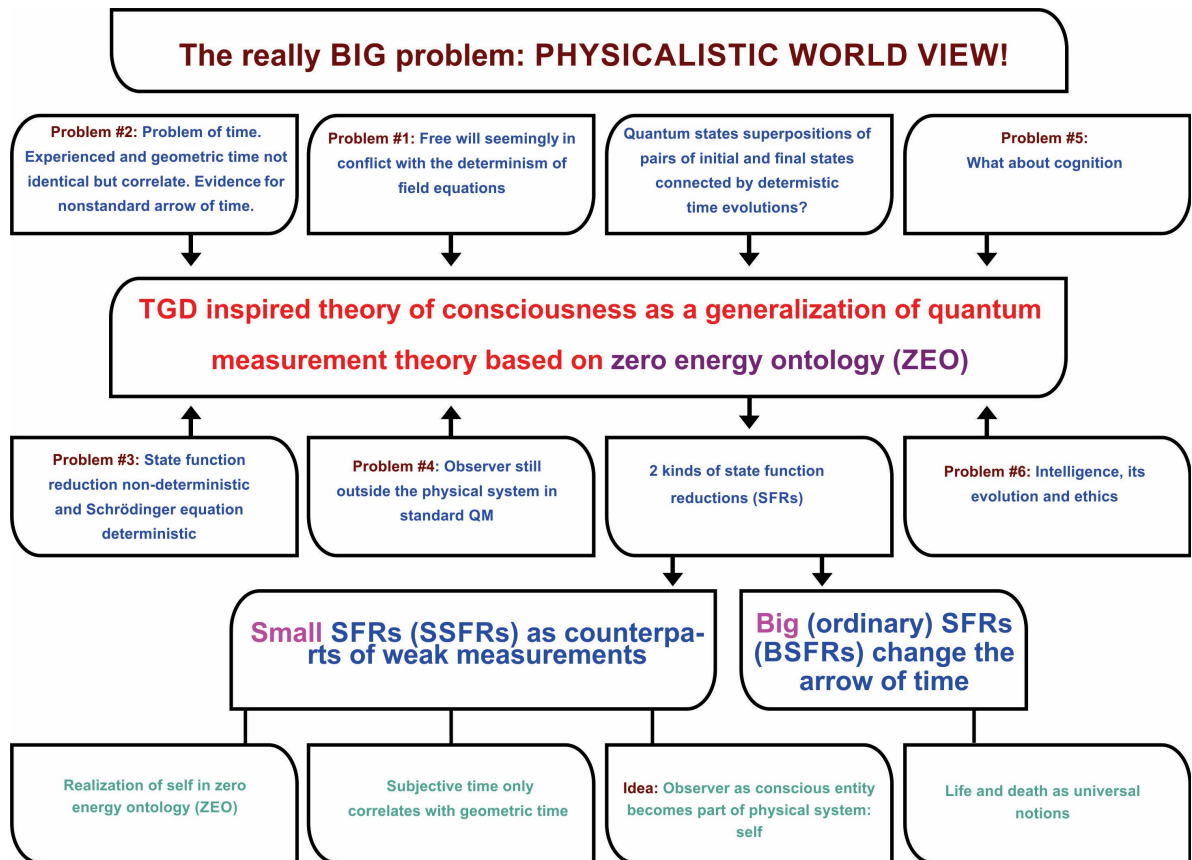 The really BIG problem: PHYSICALISTIC WORLD VIEW!
Problem #2: Problem of time.
Experienced and geometric time not
identical but correlate. Evidence for
nonstandard arrow of time.
Problem #1: Free will seemingly in
conflict with the determinism of
field equations
Quantum states superpositions of
pairs of initial and final states
connected by determistic
time evolutions?
Problem #5:
What about cognition
TGD inspired theory of consciousness as a generalization of quantum
measurement theory based on zero energy ontology (ZEO)
Problem #3: State function
reduction non-deterministic
and Schrödinger equation
deterministic
Problem #4: Observer still
outside the physical system in
standard QM
2 kinds of state function
reductions (SFRs)
Problem #6: Intelligence, its
evolution and ethics
Small SFRs (SSFRs) as counterpa-
rts of weak measurements
Big (ordinary) SFRs
(BSFRs) change the
arrow of time
Realization of self in zero
energy ontology (ZEO)
Subjective time only
correlates with geometric time
Idea: Observer as conscious entity
becomes part of physical system:
self
Life and death as universal
notions